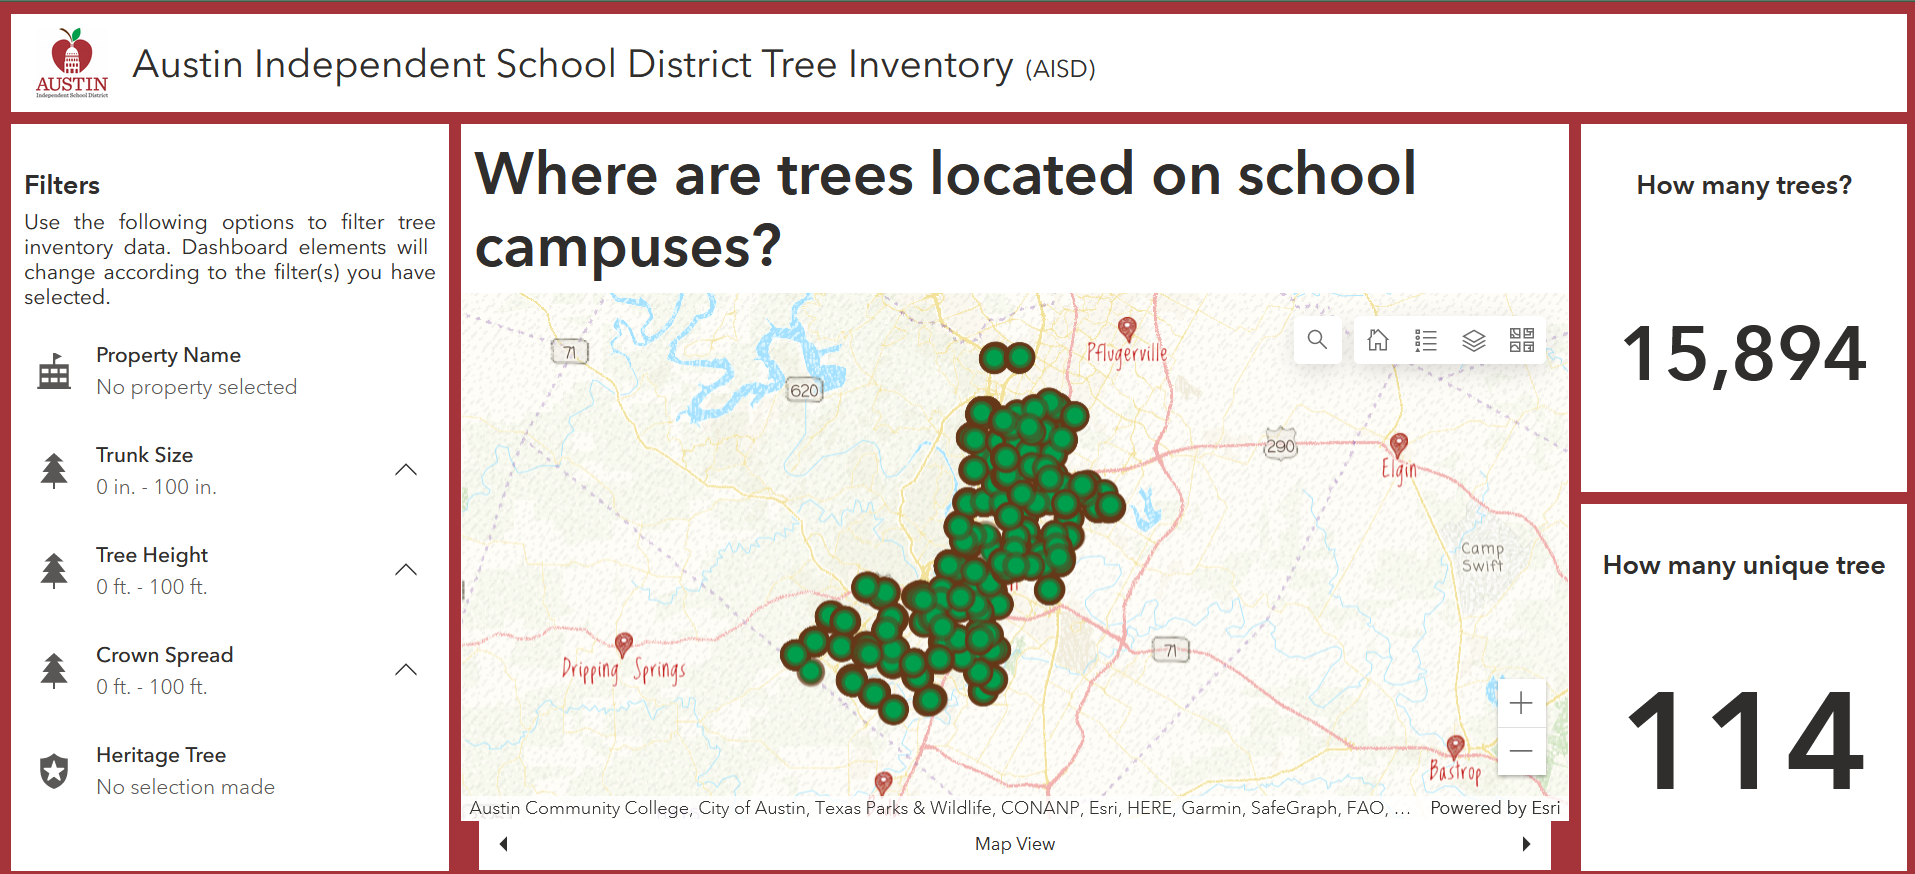 AUSTIN
Independent School District
Austin Independent School District Tree Inventory (AISD)
Filters
Use the following options to filter tree
inventory data. Dashboard elements will
change according to the filter(s) you have
selected.
Property Name
No property selected
Trunk Size
0 in. - 100 in.
Tree Height
0 ft. - 100 ft.
Crown Spread
0 ft. - 100 ft.
Heritage Tree
No selection made
Where are trees located on school
campuses?
71
620
Pflugerville
290
Elgin
Camp
Swift
Dripping Springs
71
Bastrop
Austin Community College, City of Austin, Texas Parks & Wildlife, CONANP, Esri, HERE, Garmin, SafeGraph, FAO, ...
Powered by Esri
Map View
How many trees?
15,894
How many unique tree
114